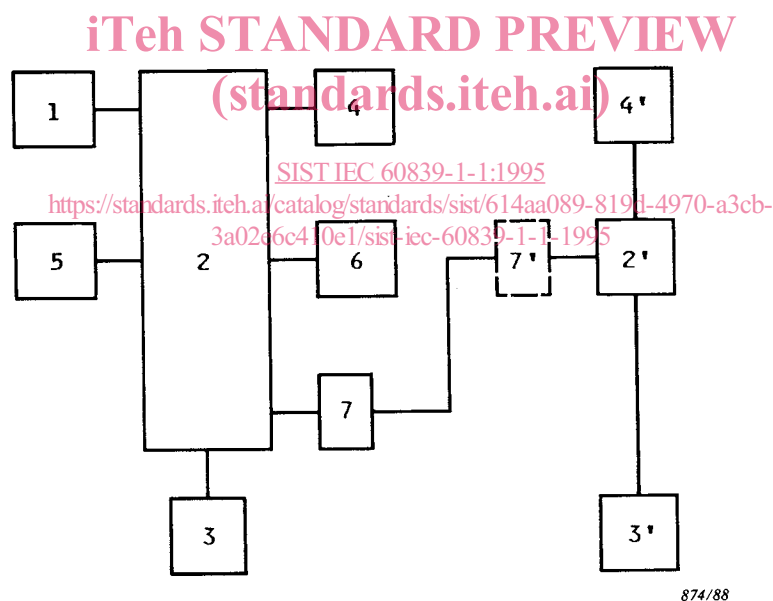 iTeh STANDARD PREVIEW
(standards.iteh.ai)
1
4
4'
SIST IEC 60839-1-1:1995
https://standards.iteh.ai/catalog/standards/sist/614aa089-819d-4970-a3cb-
3a02e6c410e1/sist-iec-60839-1-1-1995
5
2
6
7'
2'
7
3
3'
874/88